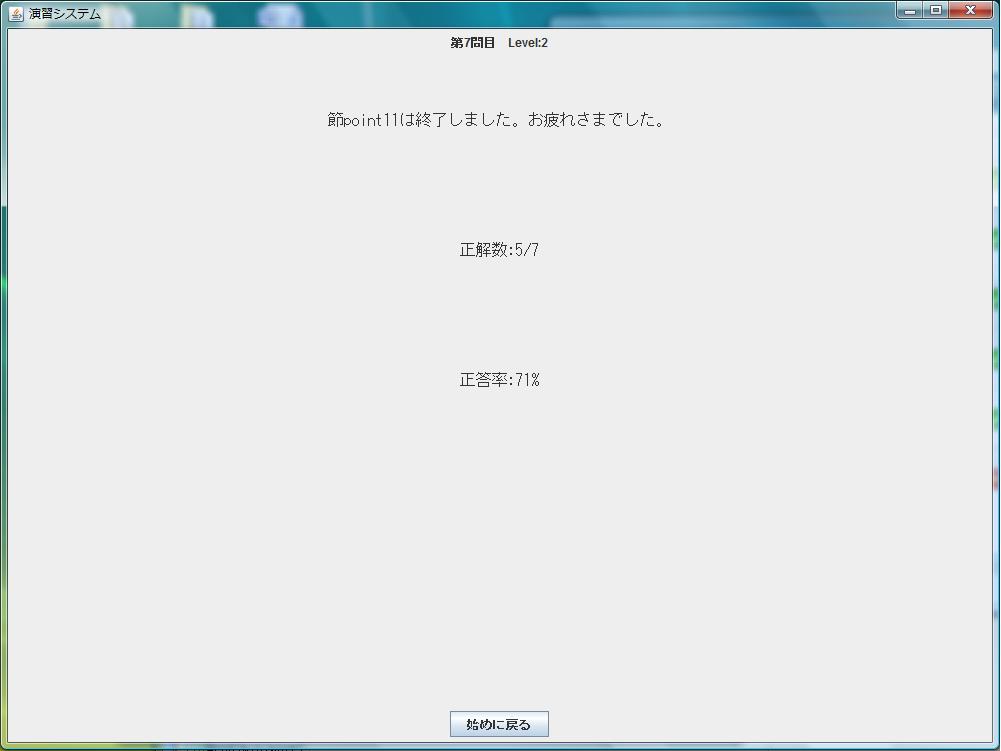 演習システム
第7問目 Level:2
節point11は終了しました。お疲れさまでした。
正解数:5/7
正答率:71%
始めに戻る